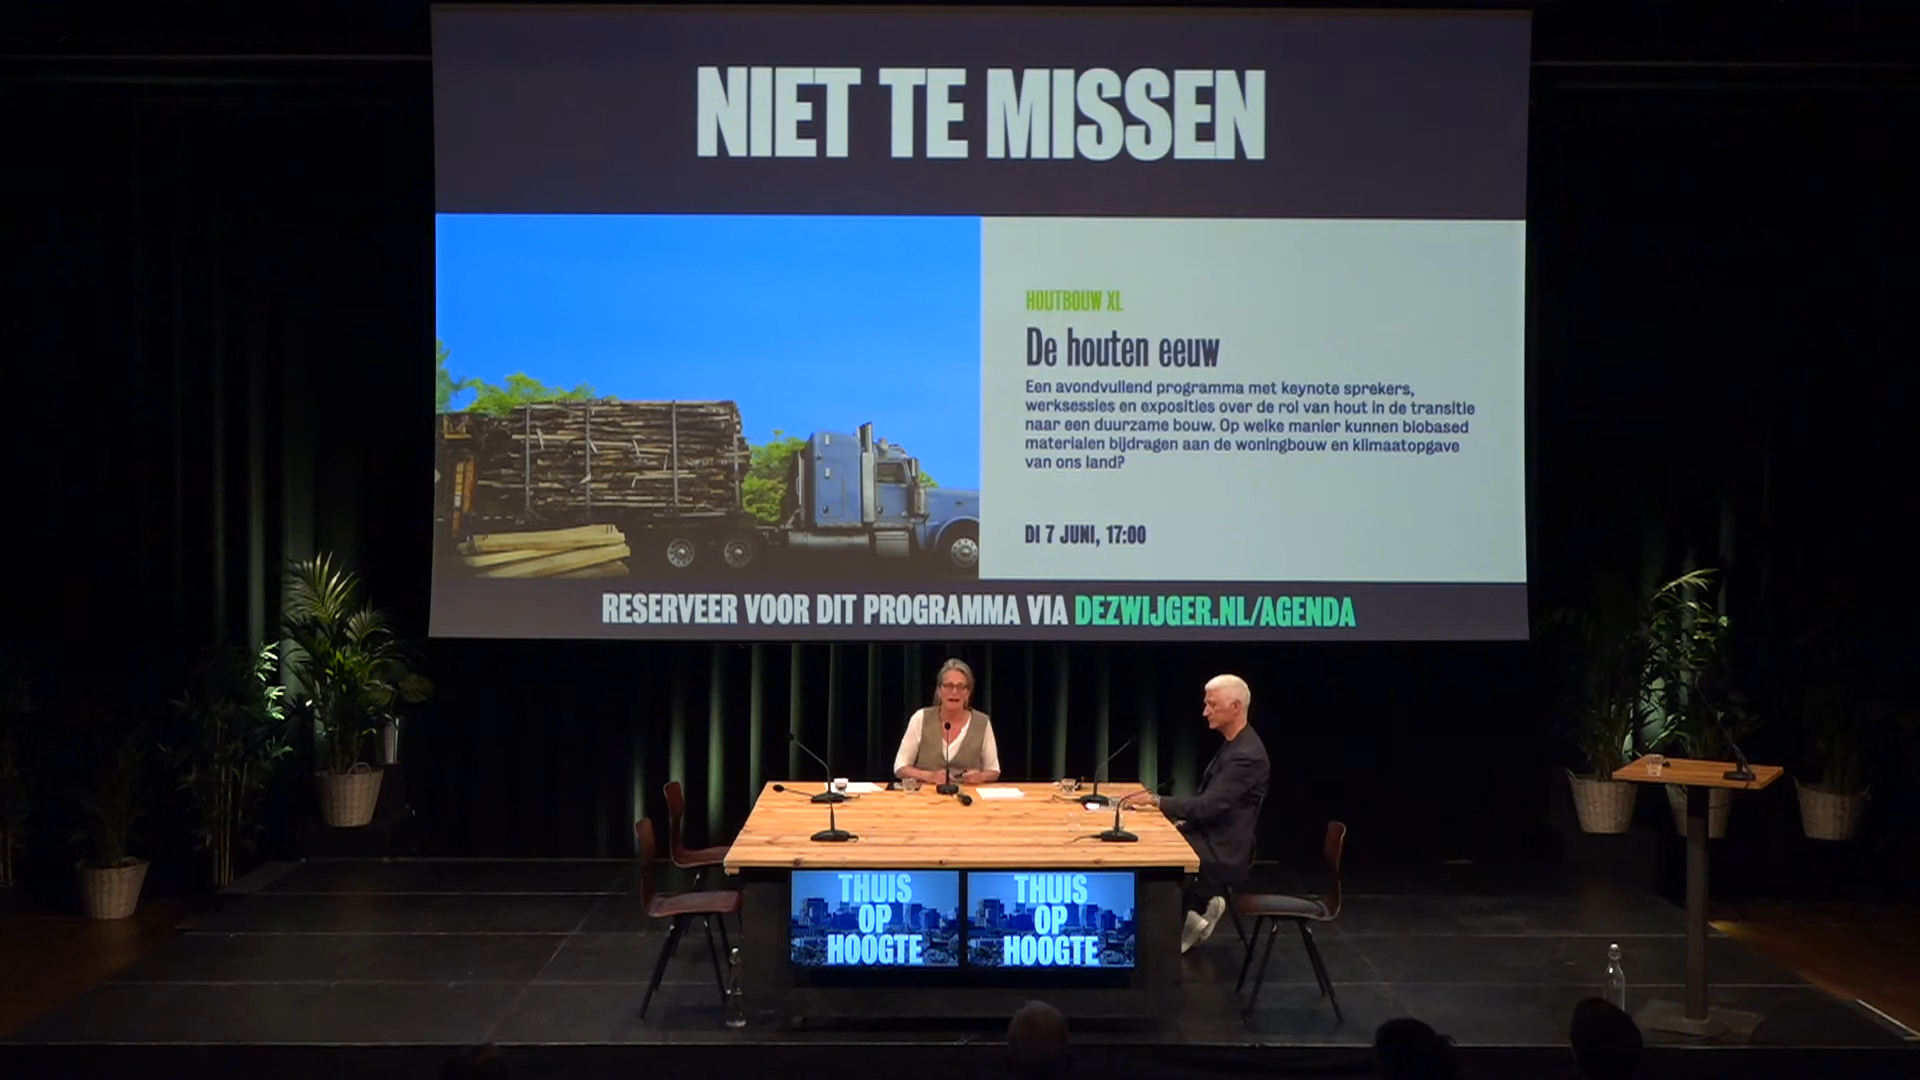 NIET TE MISSEN
HOUTBOUW XL
De houten eeuw
Een avondvullend programma met keynote sprekers,
werksessies en exposities over de rol van hout in de transitie
naar een duurzame bouw. Op welke manier kunnen biobased
materialen bijdragen aan de woningbouw en klimaatopgave
van ons land?
DI 7 JUNI, 17:00
RESERVEER VOOR DIT PROGRAMMA VIA DEZWIJGER.NL/AGENDA
THUIS
OP
HOOGTE
THUIS
OP
HOOGTE